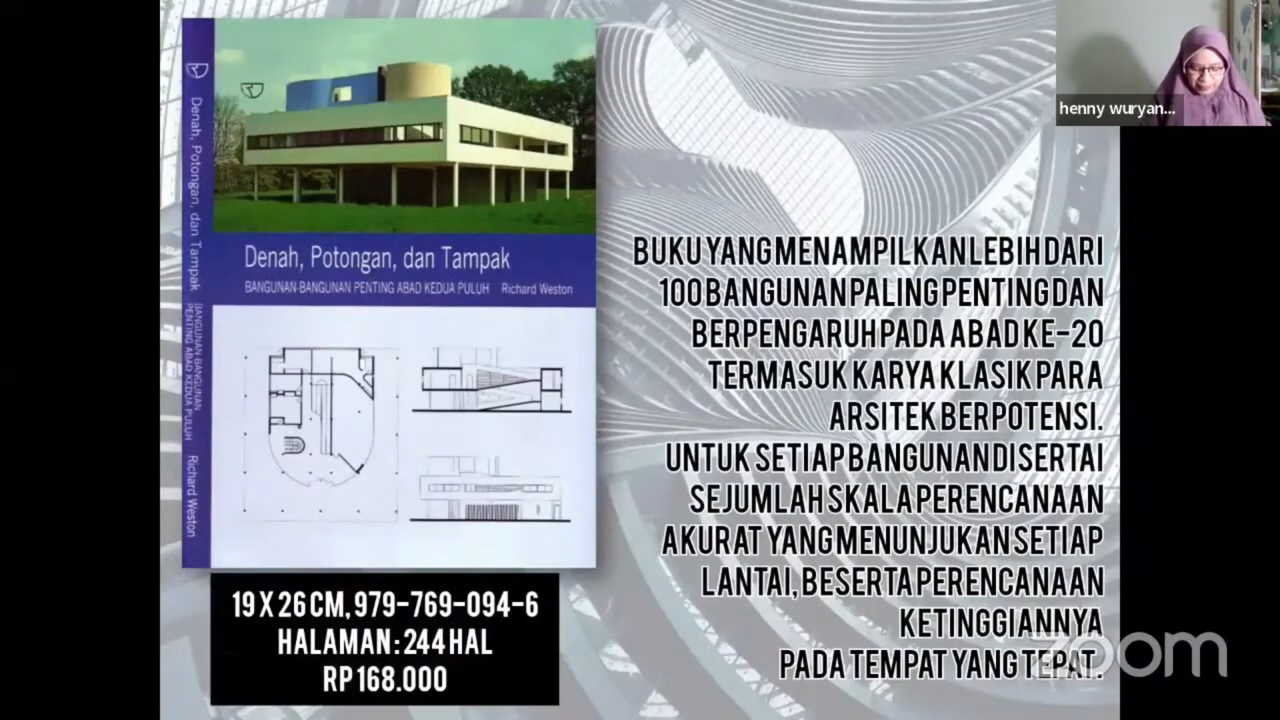 Denah, Potongan, dan Tampak
BANGUNAN-BANGUNAN PENTING ABAD KEDUA PULUH
Richard Weston
Denah, Potongan, dan Tampak
BANGUNAN-BANGUNAN PENTING ABAD KEDUA PULUH Richard Weston
19 X 26 CM, 979-769-094-6
HALAMAN : 244 HAL
RP 168.000
BUKU YANG MENAMPILKAN LEBIH DARI
100 BANGUNAN PALING PENTING DAN
BERPENGARUH PADA ABAD KE-20
TERMASUK KARYA KLASIK PARA
ARSITEK BERPOTENSI.
UNTUK SETIAP BANGUNAN DISERTAI
SEJUMLAH SKALA PERENCANAAN
AKURAT YANG MENUNJUKAN SETIAP
LANTAI, BESERTA PERENCANAAN
KETINGGIANNYA
PADA TEMPAT YANG TEPAT.
henny wuryan...
zoom